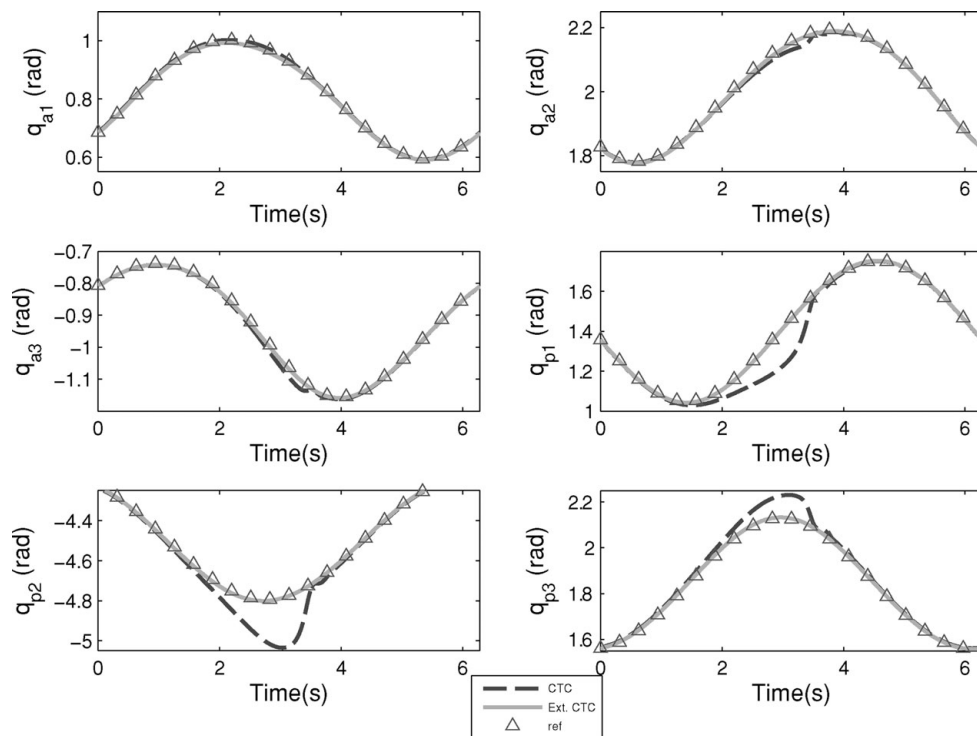 q_a1 (rad)
1
0.8
0.6
0 2 4 6
Time(s)
q_a2 (rad)
2.2
2
1.8
0 2 4 6
Time(s)
q_a3 (rad)
−0.7
−0.8
−0.9
−1
−1.1
0 2 4 6
Time(s)
q_p1 (rad)
1.6
1.4
1.2
1
0 2 4 6
Time(s)
q_p2 (rad)
−4.4
−4.6
−4.8
−5
0 2 4 6
Time(s)
q_p3 (rad)
2.2
2
1.8
1.6
0 2 4 6
Time(s)
CTC
Ext. CTC
ref